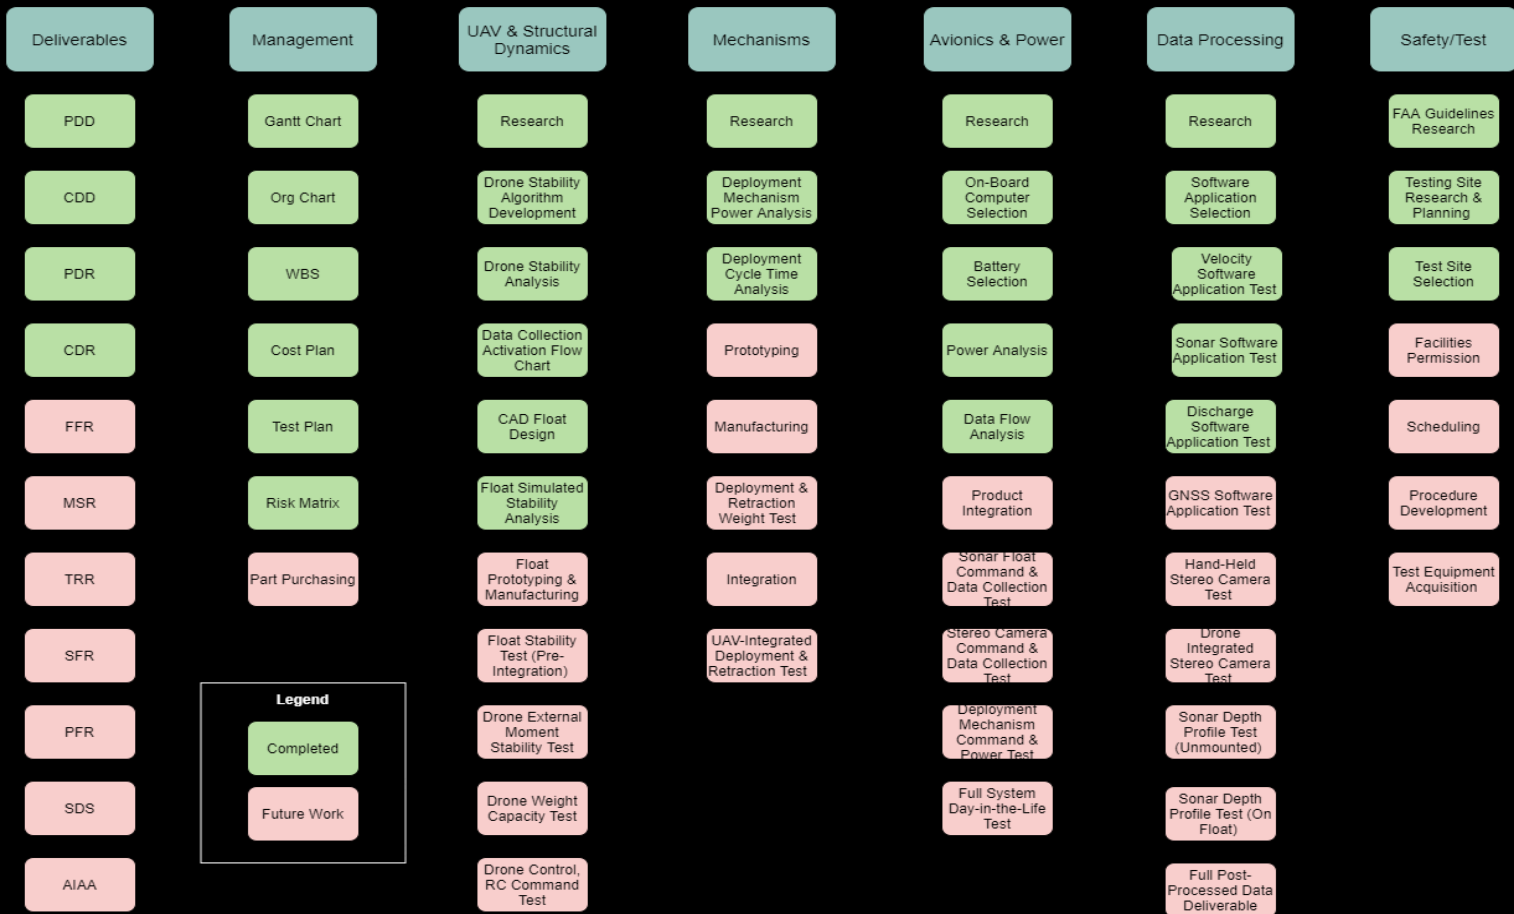 Deliverables
PDD
CDD
PDR
CDR
FFR
MSR
TRR
SFR
PFR
SDS
AIAA
Management
Gantt Chart
Org Chart
WBS
Cost Plan
Test Plan
Risk Matrix
Part Purchasing
Legend
Completed
Future Work
UAV & Structural
Dynamics
Research
Drone Stability
Algorithm
Development
Drone Stability
Analysis
Data Collection
Activation Flow
Chart
CAD Float
Design
Float Simulated
Stability
Analysis
Float
Prototyping &
Manufacturing
Float Stability
Test (Pre-
Integration)
Drone External
Moment
Stability Test
Drone Weight
Capacity Test
Drone Control,
RC Command
Test
Mechanisms
Research
Deployment
Mechanism
Power Analysis
Deployment
Cycle Time
Analysis
Prototyping
Manufacturing
Deployment &
Retraction
Weight Test
Integration
UAV-Integrated
Deployment &
Retraction Test
Avionics & Power
Research
On-Board
Computer
Selection
Battery
Selection
Power Analysis
Data Flow
Analysis
Product
Integration
Sonar Float
Command &
Data Collection
Test
Stereo Camera
Command &
Data Collection
Test
Deployment
Mechanism
Command &
Power Test
Full System
Day-in-the-Life
Test
Data Processing
Research
Software
Application
Selection
Velocity
Software
Application Test
Sonar Software
Application Test
Discharge
Software
Application Test
GNSS Software
Application Test
Hand-Held
Stereo Camera
Test
Drone
Integrated
Stereo Camera
Test
Sonar Depth
Profile Test
(Unmounted)
Sonar Depth
Profile Test (On
Float)
Full Post-
Processed Data
Deliverable
Safety/Test
FAA Guidelines
Research
Testing Site
Research &
Planning
Test Site
Selection
Facilities
Permission
Scheduling
Procedure
Development
Test Equipment
Acquisition